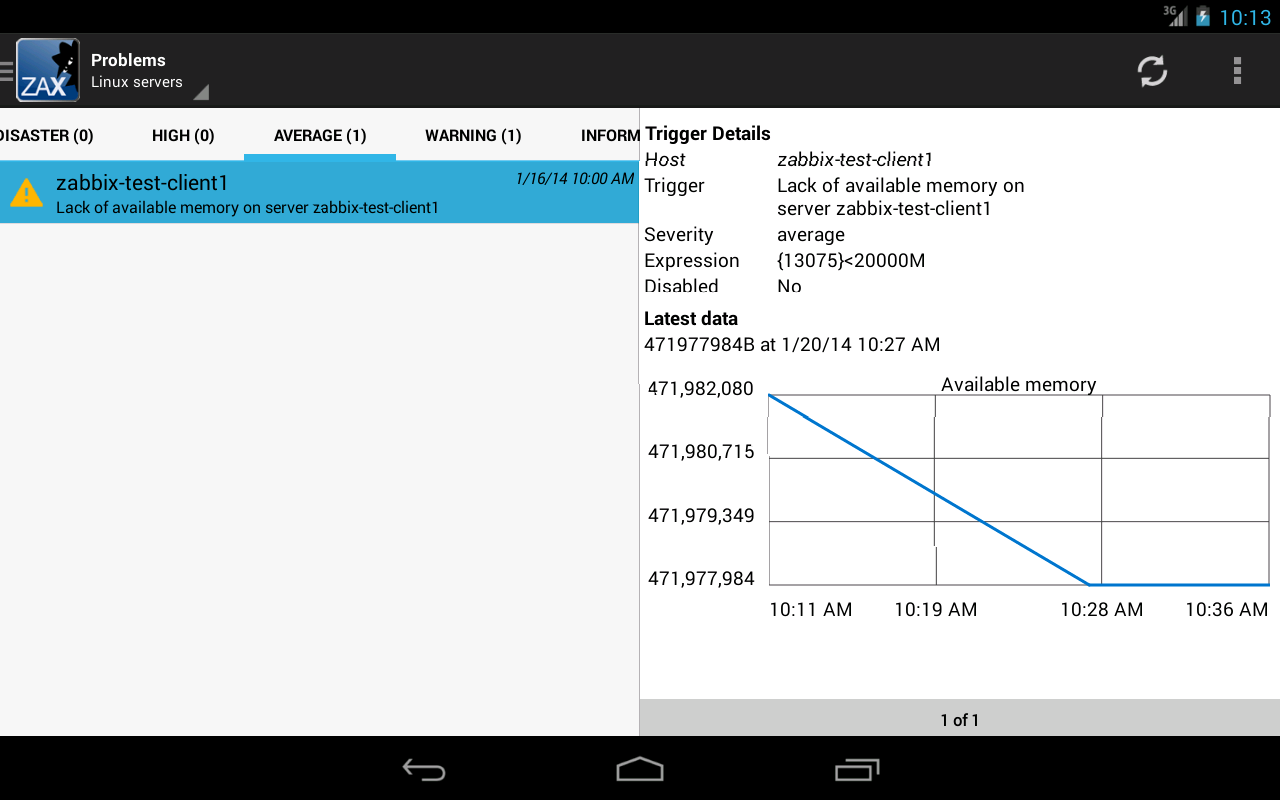 3G 10:13
ZAX
Problems
Linux servers
DISASTER (0) HIGH (0) AVERAGE (1) WARNING (1) INFORM
zabbix-test-client1 1/16/14 10:00 AM
Lack of available memory on server zabbix-test-client1
Trigger Details
Host zabbix-test-client1
Trigger Lack of available memory on
server zabbix-test-client1
Severity average
Expression {13075}<20000M
Disabled No
Latest data
471977984B at 1/20/14 10:27 AM
Available memory
471,982,080
471,980,715
471,979,349
471,977,984
10:11 AM 10:19 AM 10:28 AM 10:36 AM
1 of 1